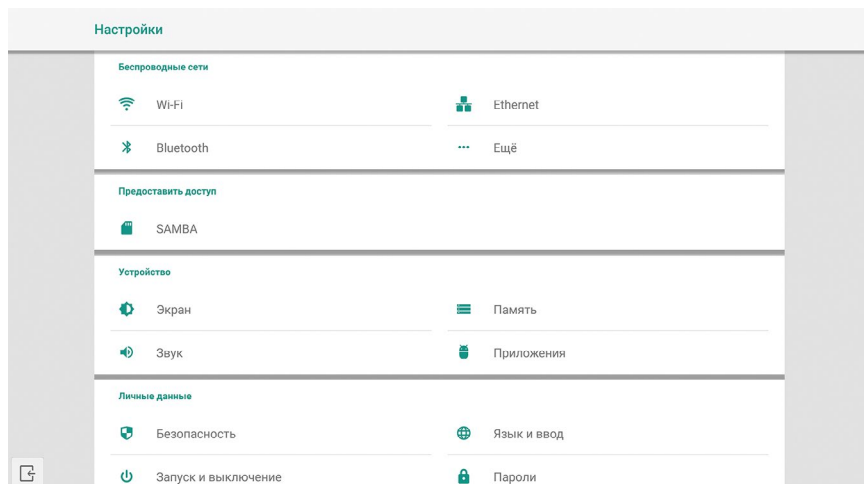 Настройки
Беспроводные сети
Wi-Fi
Ethernet
Bluetooth
Ещё
Предоставить доступ
SAMBA
Устройство
Экран
Память
Звук
Приложения
Личные данные
Безопасность
Язык и ввод
Запуск и выключение
Пароли